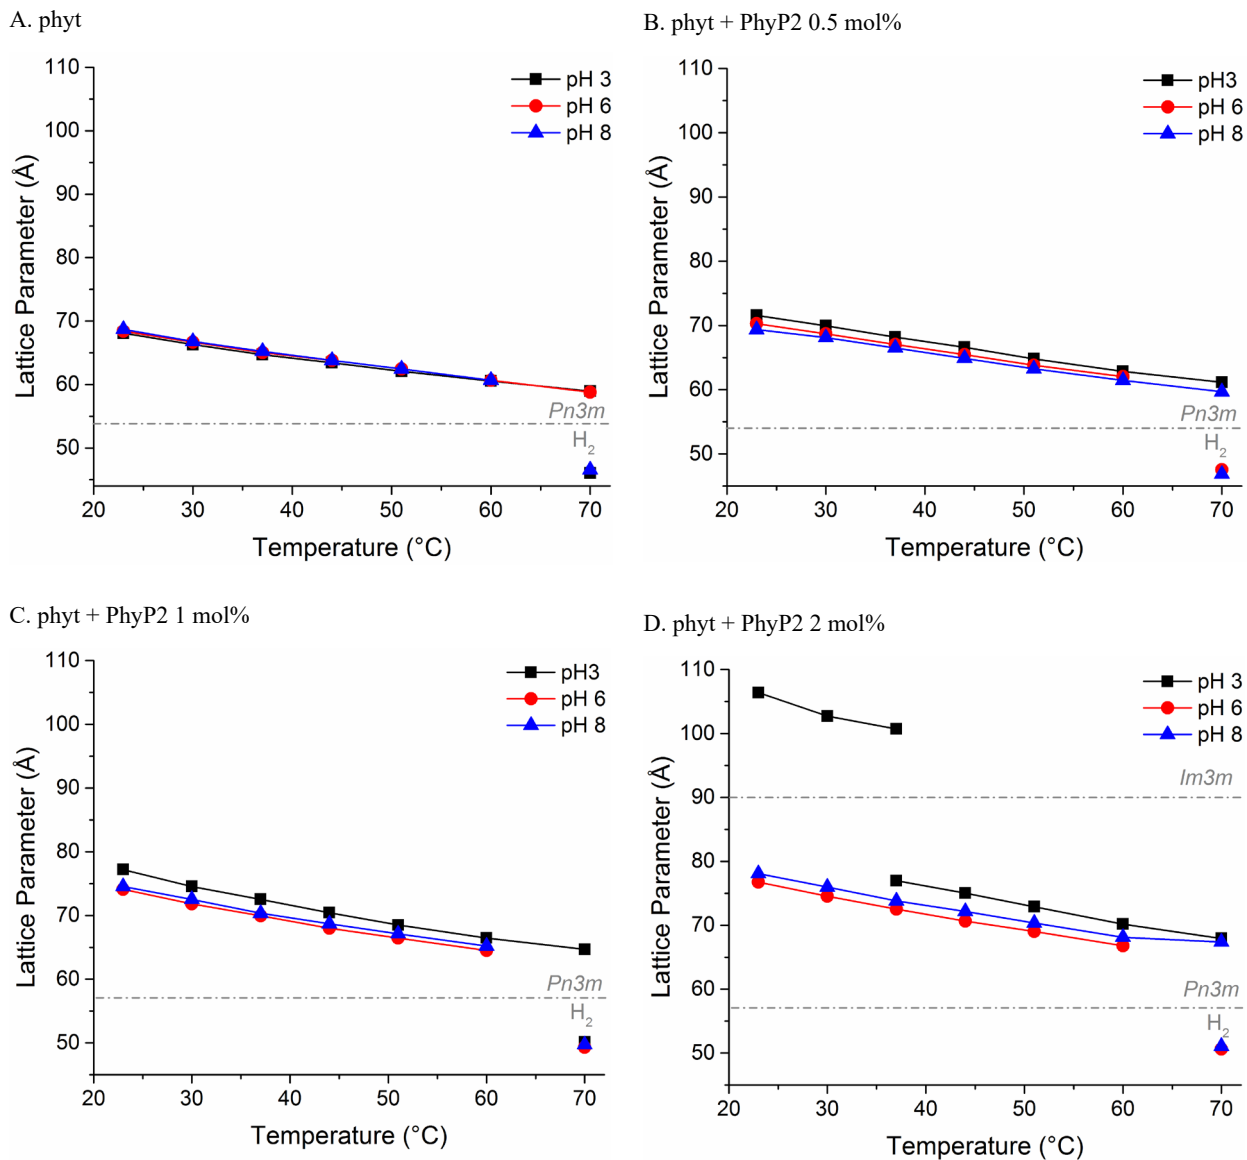 A. phyt
110
100
90
80
70
60
50
20
30
40
50
60
70
Lattice Parameter (Å)
Temperature (°C)
pH 3
pH 6
pH 8
Pn3m
H2
B. phyt + PhyP2 0.5 mol%
110
100
90
80
70
60
50
20
30
40
50
60
70
Lattice Parameter (Å)
Temperature (°C)
pH3
pH 6
pH 8
Pn3m
H2
C. phyt + PhyP2 1 mol%
110
100
90
80
70
60
50
20
30
40
50
60
70
Lattice Parameter (Å)
Temperature (°C)
pH3
pH 6
pH 8
Pn3m
H2
D. phyt + PhyP2 2 mol%
110
100
90
80
70
60
50
20
30
40
50
60
70
Lattice Parameter (Å)
Temperature (°C)
pH 3
pH 6
pH 8
Im3m
Pn3m
H2